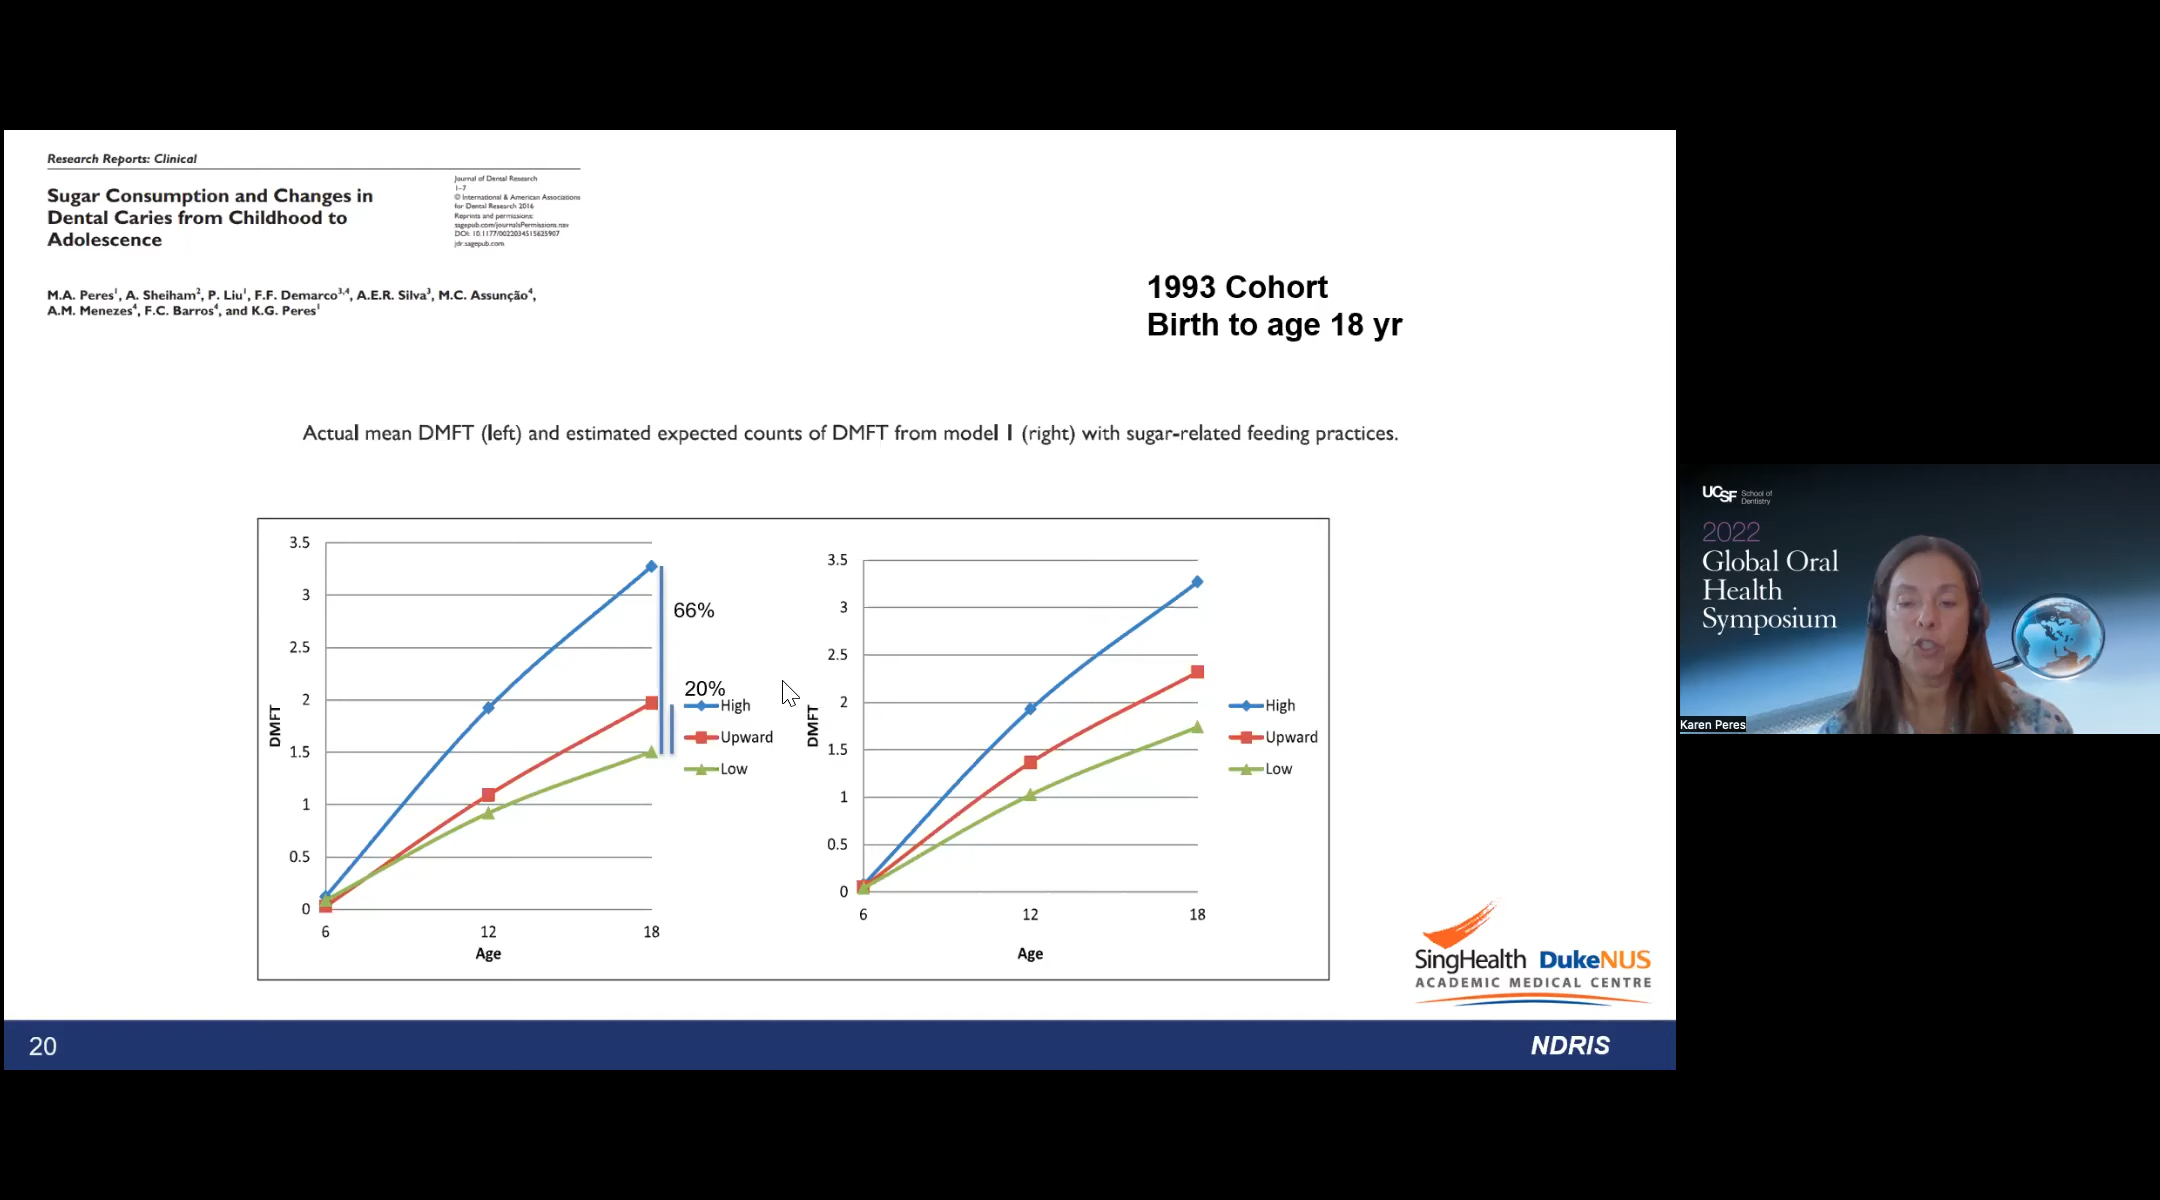 Research Reports: Clinical
Sugar Consumption and Changes in
Dental Caries from Childhood to
Adolescence
Journal of Dental Research
1–7
© International & American Associations
for Dental Research 2016
Reprints and permissions:
sagepub.com/journalsPermissions.nav
DOI: 10.1177/0022034515625907
jdr.sagepub.com
M.A. Peres1, A. Sheiham2, P. Liu1, F.F. Demarco3,4, A.E.R. Silva3, M.C. Assunção4,
A.M. Menezes4, F.C. Barros4, and K.G. Peres1
1993 Cohort
Birth to age 18 yr
Actual mean DMFT (left) and estimated expected counts of DMFT from model 1 (right) with sugar-related feeding practices.
3.5
3
2.5
2
1.5
1
0.5
0
DMFT
6 12 18
Age
66%
20%
High
Upward
Low
3.5
3
2.5
2
1.5
1
0.5
0
DMFT
6 12 18
Age
High
Upward
Low
SingHealth DukeNUS
ACADEMIC MEDICAL CENTRE
20
NDRIS
UCSF School of
Dentistry
2022
Global Oral
Health
Symposium
Karen Peres